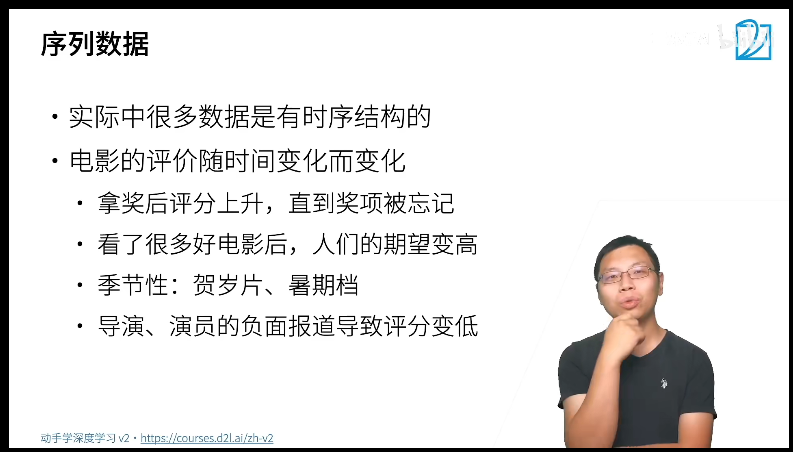 序列数据
• 实际中很多数据是有时序结构的
• 电影的评价随时间变化而变化
• 拿奖后评分上升，直到奖项被忘记
• 看了很多好电影后，人们的期望变高
• 季节性：贺岁片、暑期档
• 导演、演员的负面报道导致评分变低
动手学深度学习 v2 • https://courses.d2l.ai/zh-v2